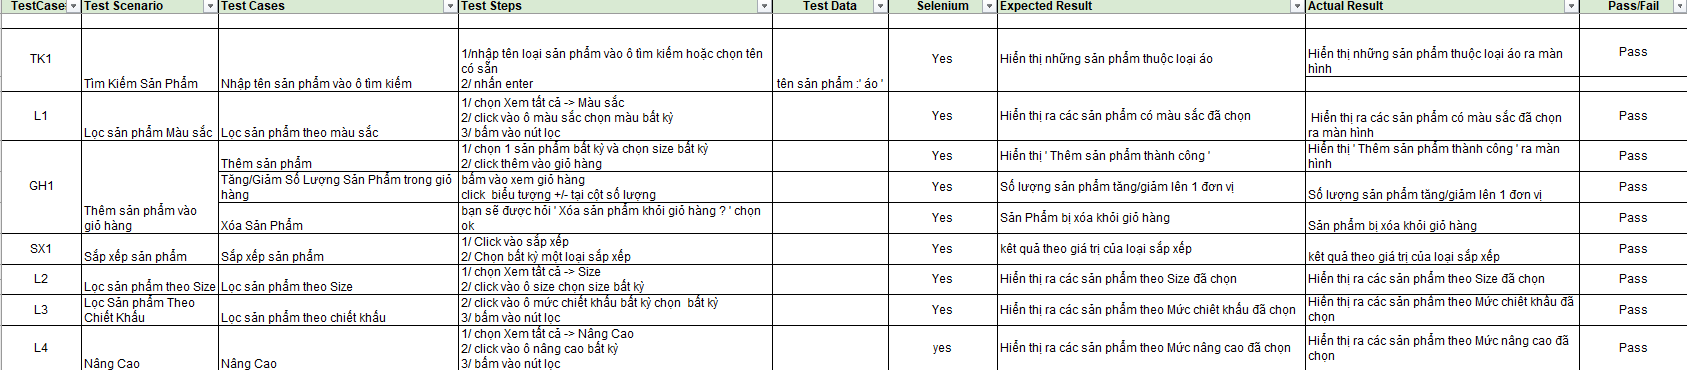 TestCase Test Scenario Test Cases Test Steps Test Data Selenium Expected Result Actual Result Pass/Fail
TK1
Tìm Kiếm Sản Phẩm
Nhập tên sản phẩm vào ô tìm kiếm
1/nhập tên loại sản phẩm vào ô tìm kiếm hoặc chọn tên
có sẵn
2/ nhấn enter
tên sản phẩm :' áo '
Yes
Hiển thị những sản phẩm thuộc loại áo
Hiển thị những sản phẩm thuộc loại áo ra màn
hình
Pass
L1
Lọc sản phẩm Màu sắc
Lọc sản phẩm theo màu sắc
1/ chọn Xem tất cả -> Màu sắc
2/ click vào ô màu sắc chọn màu bất kỳ
3/ bấm vào nút lọc
Yes
Hiển thị ra các sản phẩm có màu sắc đã chọn
Hiển thị ra các sản phẩm có màu sắc đã chọn
ra màn hình
Pass
GH1
Thêm sản phẩm vào
giỏ hàng
Thêm sản phẩm
1/ chọn 1 sản phẩm bất kỳ và chọn size bất kỳ
2/ click thêm vào giỏ hàng
Yes
Hiển thị ' Thêm sản phẩm thành công '
Hiển thị ' Thêm sản phẩm thành công ' ra màn
hình
Pass
Tăng/Giảm Số Lượng Sản Phẩm trong giỏ
hàng
bấm vào xem giỏ hàng
click biểu tượng +/- tại cột số lượng
Yes
Số lượng sản phẩm tăng/giảm lên 1 đơn vị
Số lượng sản phẩm tăng/giảm lên 1 đơn vị
Pass
Xóa Sản Phẩm
bạn sẽ được hỏi ' Xóa sản phẩm khỏi giỏ hàng ? ' chọn
ok
Yes
Sản Phẩm bị xóa khỏi giỏ hàng
Sản phẩm bị xóa khỏi giỏ hàng
Pass
SX1
Sắp xếp sản phẩm
Sắp xếp sản phẩm
1/ Click vào sắp xếp
2/ Chọn bất kỳ một loại sắp xếp
Yes
kết quả theo giá trị của loại sắp xếp
kết quả theo giá trị của loại sắp xếp
Pass
L2
Lọc sản phẩm theo Size
Lọc sản phẩm theo Size
1/ chọn Xem tất cả -> Size
2/ click vào ô size chọn size bất kỳ
Yes
Hiển thị ra các sản phẩm theo Size đã chọn
Hiển thị ra các sản phẩm theo Size đã chọn
Pass
L3
Lọc Sản Phẩm Theo
Chiết Khấu
Lọc sản phẩm theo chiết khấu
2/ click vào ô mức chiết khấu bất kỳ chọn bất kỳ
3/ bấm vào nút lọc
Yes
Hiển thị ra các sản phẩm theo Mức chiết khấu đã chọn
Hiển thị ra các sản phẩm theo Mức chiết khấu đã
chọn
Pass
L4
Nâng Cao
Nâng Cao
1/ chọn Xem tất cả -> Nâng Cao
2/ click vào ô nâng cao bất kỳ
3/ bấm vào nút lọc
yes
Hiển thị ra các sản phẩm theo Mức nâng cao đã chọn
Hiển thị ra các sản phẩm theo Mức nâng cao đã
chọn
Pass